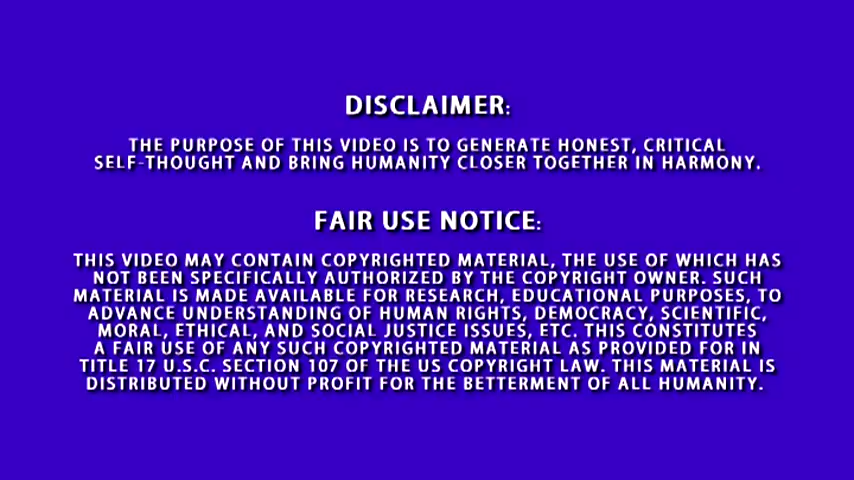 DISCLAIMER:
THE PURPOSE OF THIS VIDEO IS TO GENERATE HONEST, CRITICAL
SELF-THOUGHT AND BRING HUMANITY CLOSER TOGETHER IN HARMONY.
FAIR USE NOTICE:
THIS VIDEO MAY CONTAIN COPYRIGHTED MATERIAL, THE USE OF WHICH HAS
NOT BEEN SPECIFICALLY AUTHORIZED BY THE COPYRIGHT OWNER. SUCH
MATERIAL IS MADE AVAILABLE FOR RESEARCH, EDUCATIONAL PURPOSES, TO
ADVANCE UNDERSTANDING OF HUMAN RIGHTS, DEMOCRACY, SCIENTIFIC,
MORAL, ETHICAL, AND SOCIAL JUSTICE ISSUES, ETC. THIS CONSTITUTES
A FAIR USE OF ANY SUCH COPYRIGHTED MATERIAL AS PROVIDED FOR IN
TITLE 17 U.S.C. SECTION 107 OF THE US COPYRIGHT LAW. THIS MATERIAL IS
DISTRIBUTED WITHOUT PROFIT FOR THE BETTERMENT OF ALL HUMANITY.